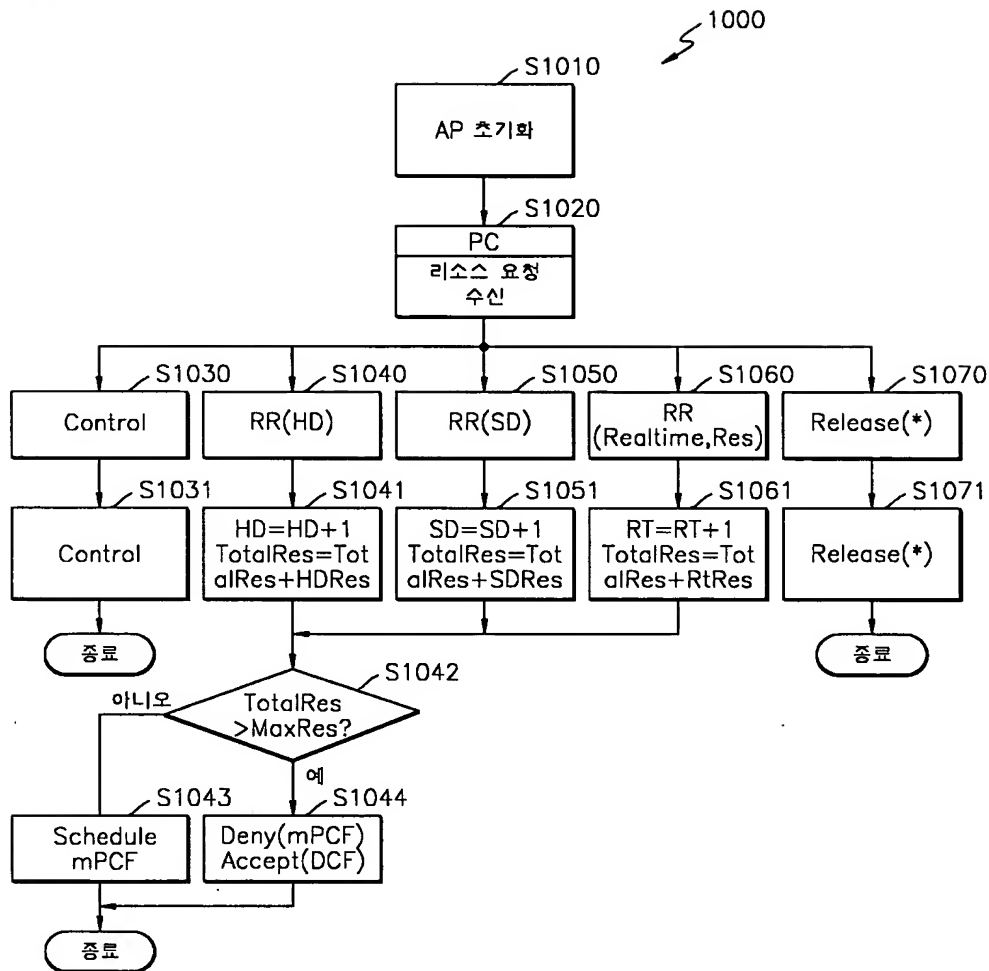 1000
S1010
AP 초기화
S1020
PC
리소스 요청
수신
S1030
S1040
S1050
S1060
S1070
Control
RR(HD)
RR(SD)
RR
(Realtime,Res)
Release(*)
S1031
S1041
S1051
S1061
S1071
Control
HD=HD+1
TotalRes=Tot
alRes+HDRes
SD=SD+1
TotalRes=Tot
alRes+SDRes
RT=RT+1
TotalRes=Tot
alRes+RtRes
Release(*)
종료
종료
S1042
아니오
TotalRes
>MaxRes?
예
S1043
S1044
Schedule
mPCF
Deny(mPCF)
Accept(DCF)
종료